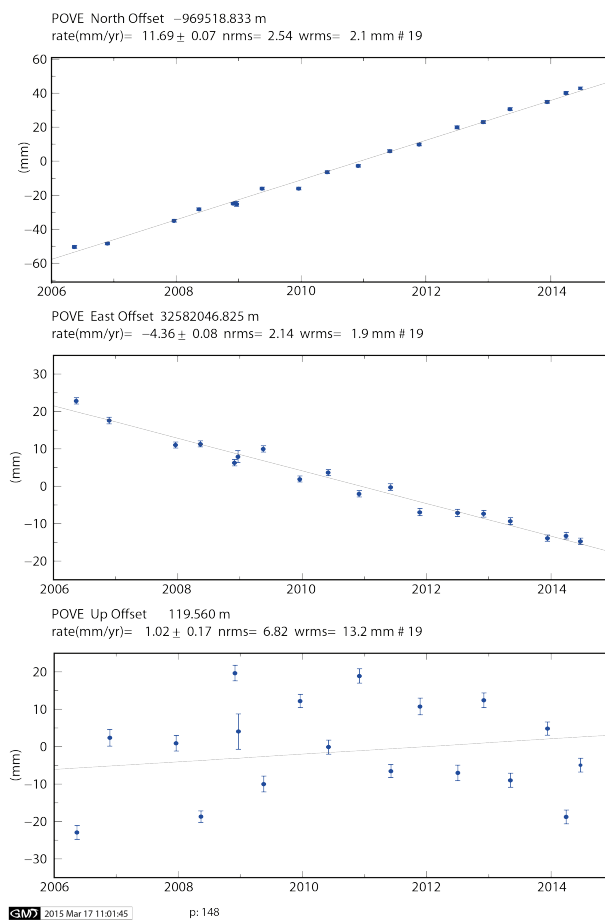 POVE North Offset −969518.833 m
rate(mm/yr)= 11.69± 0.07 nrms= 2.54 wrms= 2.1 mm # 19
60
40
20
0
−20
−40
−60
(mm)
2006 2008 2010 2012 2014
POVE East Offset 32582046.825 m
rate(mm/yr)= −4.36± 0.08 nrms= 2.14 wrms= 1.9 mm # 19
30
20
10
0
−10
−20
(mm)
2006 2008 2010 2012 2014
POVE Up Offset 119.560 m
rate(mm/yr)= 1.02± 0.17 nrms= 6.82 wrms= 13.2 mm # 19
20
10
0
−10
−20
−30
(mm)
2006 2008 2010 2012 2014
GMT 2015 Mar 17 11:01:45 p: 148